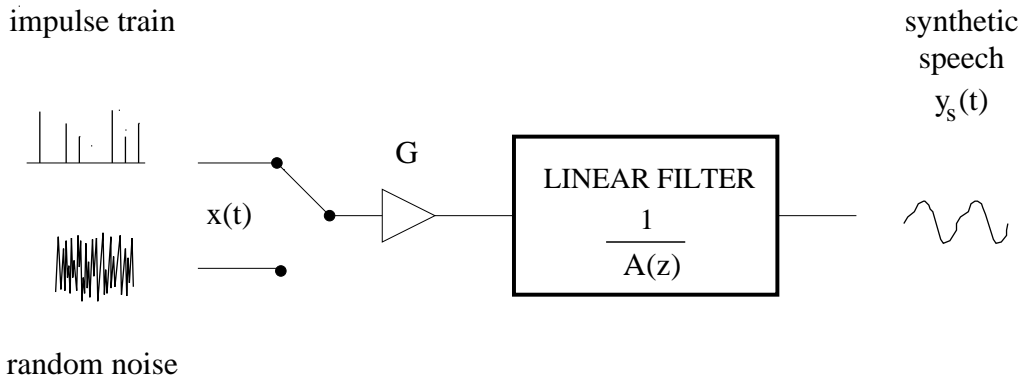 impulse train
synthetic
speech
y_s(t)
G
LINEAR FILTER
x(t)
1
A(z)
random noise